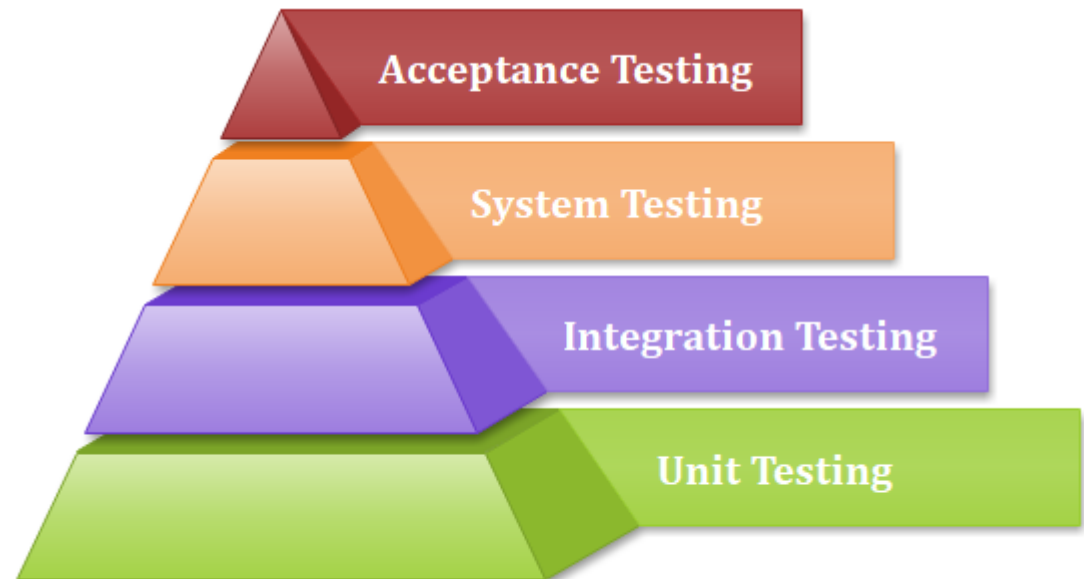 Acceptance Testing
System Testing
Integration Testing
Unit Testing